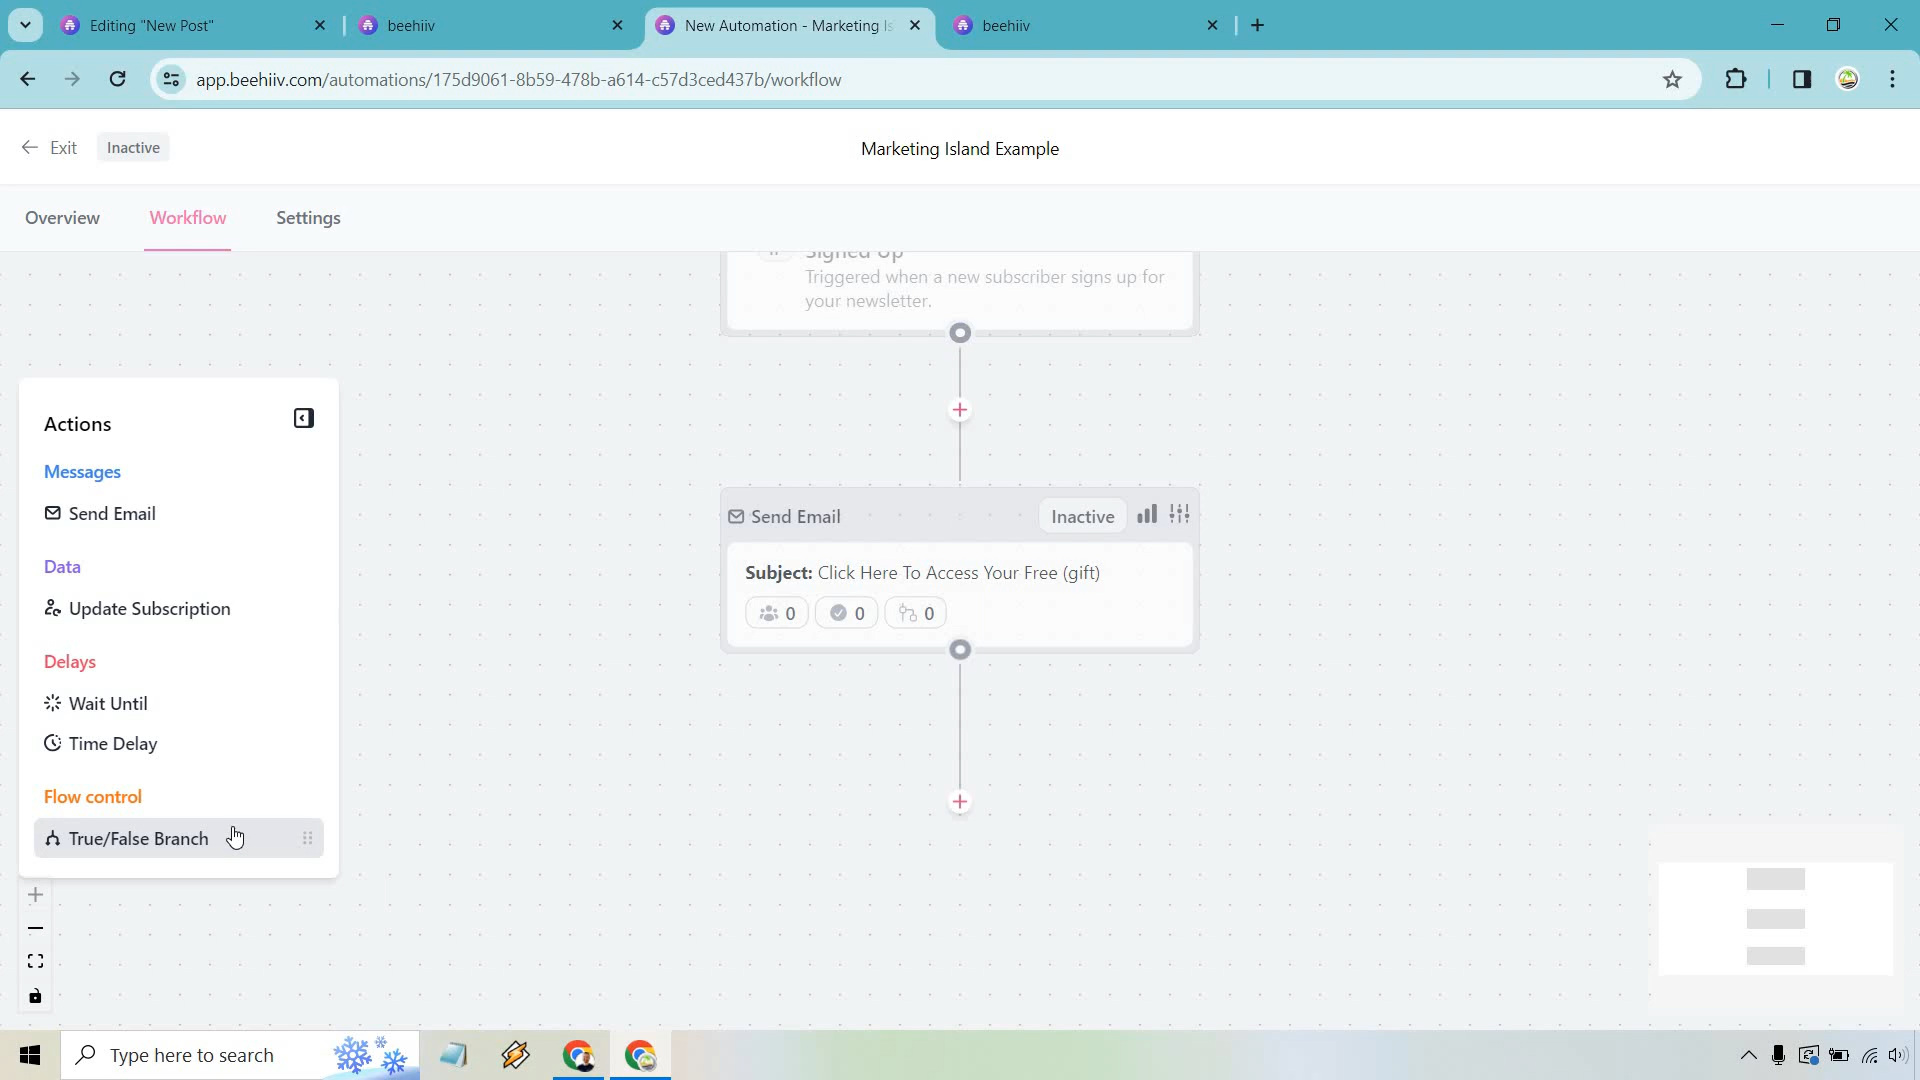 Editing "New Post"
beehiiv
New Automation - Marketing Is
beehiiv
app.beehiiv.com/automations/175d9061-8b59-478b-a614-c57d3ced437b/workflow
Exit
Inactive
Marketing Island Example
Overview
Workflow
Settings
Signed Up
Triggered when a new subscriber signs up for
your newsletter.
Actions
Messages
Send Email
Data
Update Subscription
Delays
Wait Until
Time Delay
Flow control
True/False Branch
Send Email
Inactive
Subject: Click Here To Access Your Free (gift)
0
0
0
Type here to search